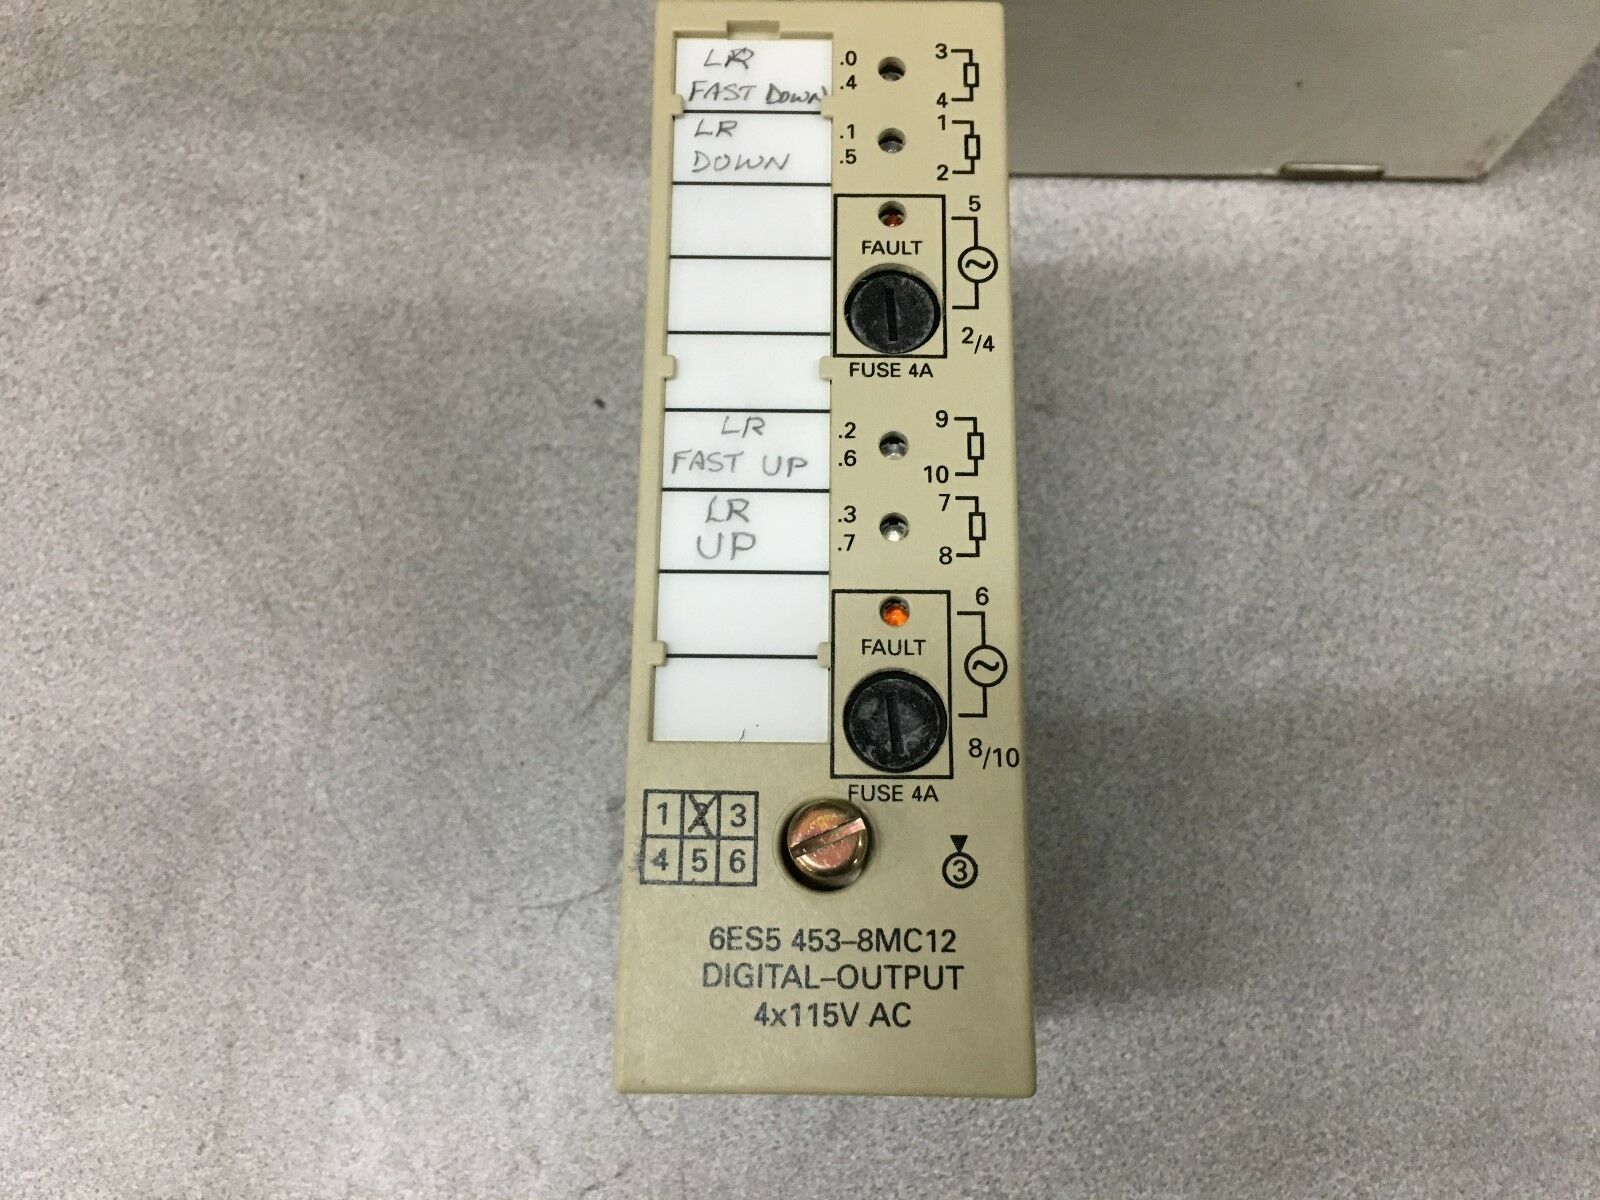 LR
FAST DOWN
LR
DOWN
LR
FAST UP
LR
UP
.0
.4
3
4
.1
.5
1
2
5
FAULT
2/4
FUSE 4A
.2
.6
9
10
.3
.7
7
8
6
FAULT
8/10
FUSE 4A
1 2 3
4 5 6
3
6ES5 453-8MC12
DIGITAL-OUTPUT
4x115V AC